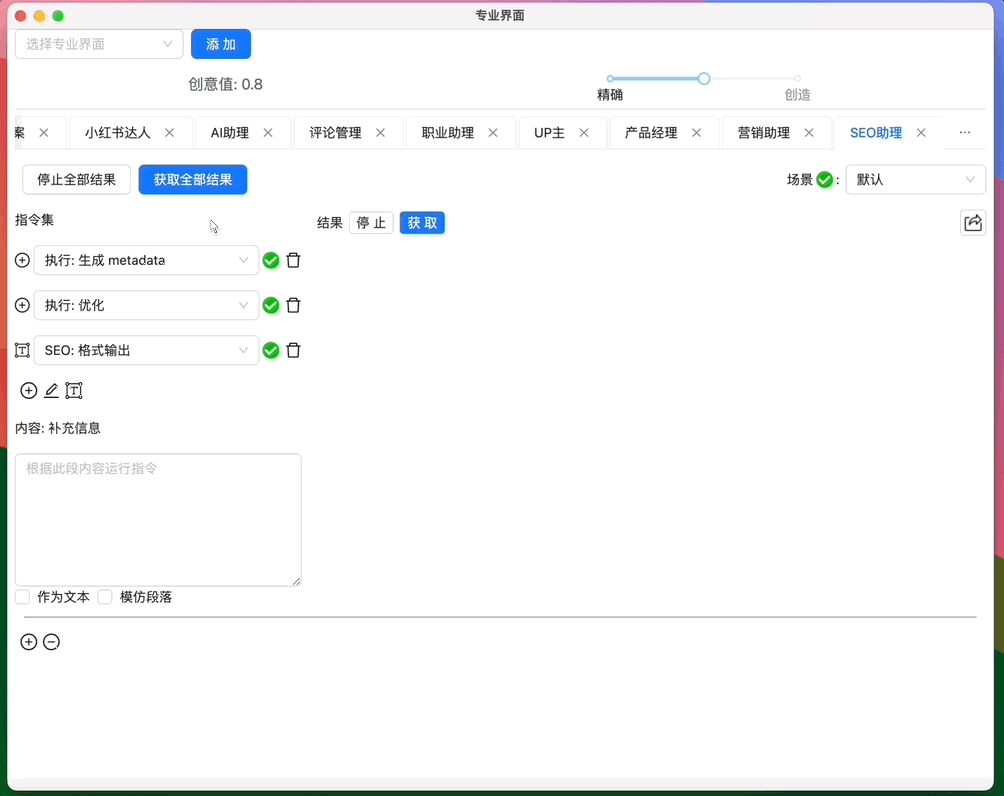 专业界面
选择专业界面 添 加
创意值: 0.8
精确 创造
案 小红书达人 AI助理 评论管理 职业助理 UP主 产品经理 营销助理 SEO助理 ...
停止全部结果 获取全部结果 场景 : 默认
指令集 结果 停 止 获 取
执行: 生成 metadata
执行: 优化
SEO: 格式输出
内容: 补充信息
根据此段内容运行指令
作为文本 模仿段落